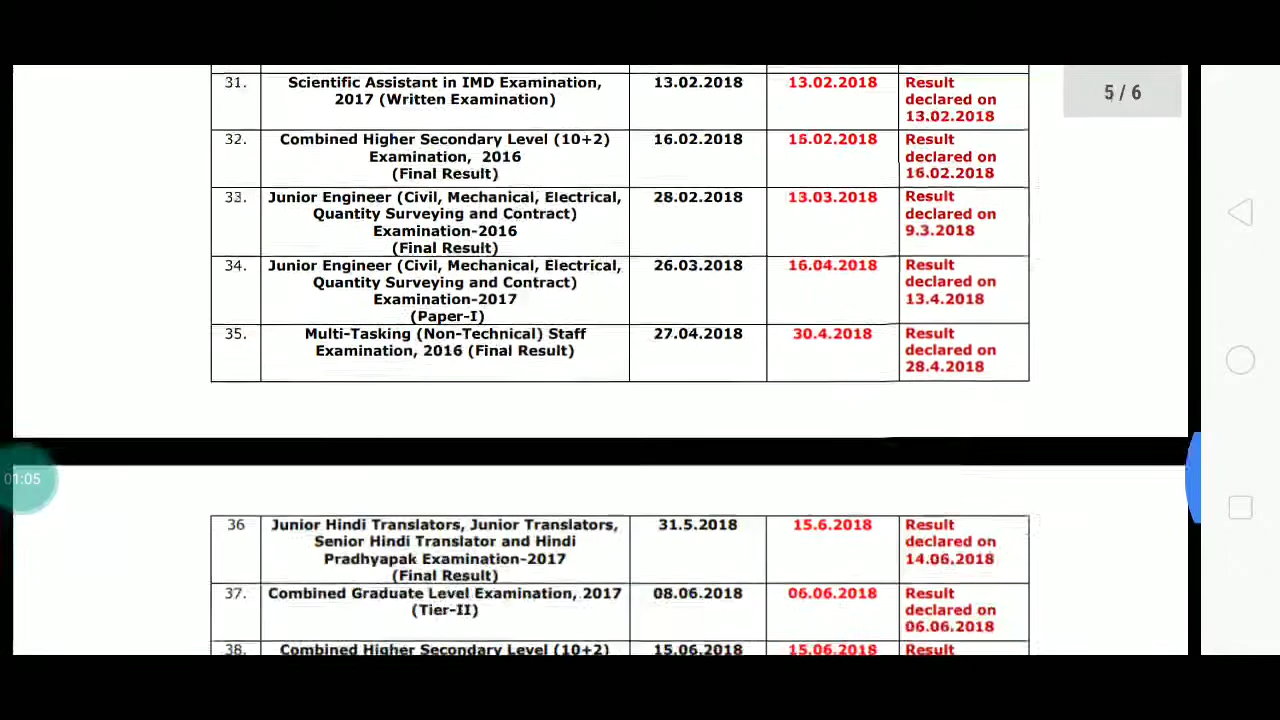 31. Scientific Assistant in IMD Examination, 13.02.2018 13.02.2018 Result
2017 (Written Examination) declared on
13.02.2018
32. Combined Higher Secondary Level (10+2) 16.02.2018 15.02.2018 Result
Examination, 2016 declared on
(Final Result) 16.02.2018
33. Junior Engineer (Civil, Mechanical, Electrical, 28.02.2018 13.03.2018 Result
Quantity Surveying and Contract) declared on
Examination-2016 9.3.2018
(Final Result)
34. Junior Engineer (Civil, Mechanical, Electrical, 26.03.2018 16.04.2018 Result
Quantity Surveying and Contract) declared on
Examination-2017 13.4.2018
(Paper-I)
35. Multi-Tasking (Non-Technical) Staff 27.04.2018 30.4.2018 Result
Examination, 2016 (Final Result) declared on
28.4.2018
5 / 6
01:05
36 Junior Hindi Translators, Junior Translators, 31.5.2018 15.6.2018 Result
Senior Hindi Translator and Hindi declared on
Pradhyapak Examination-2017 14.06.2018
(Final Result)
37. Combined Graduate Level Examination, 2017 08.06.2018 06.06.2018 Result
(Tier-II) declared on
06.06.2018
38. Combined Higher Secondary Level (10+2) 15.06.2018 15.06.2018 Result